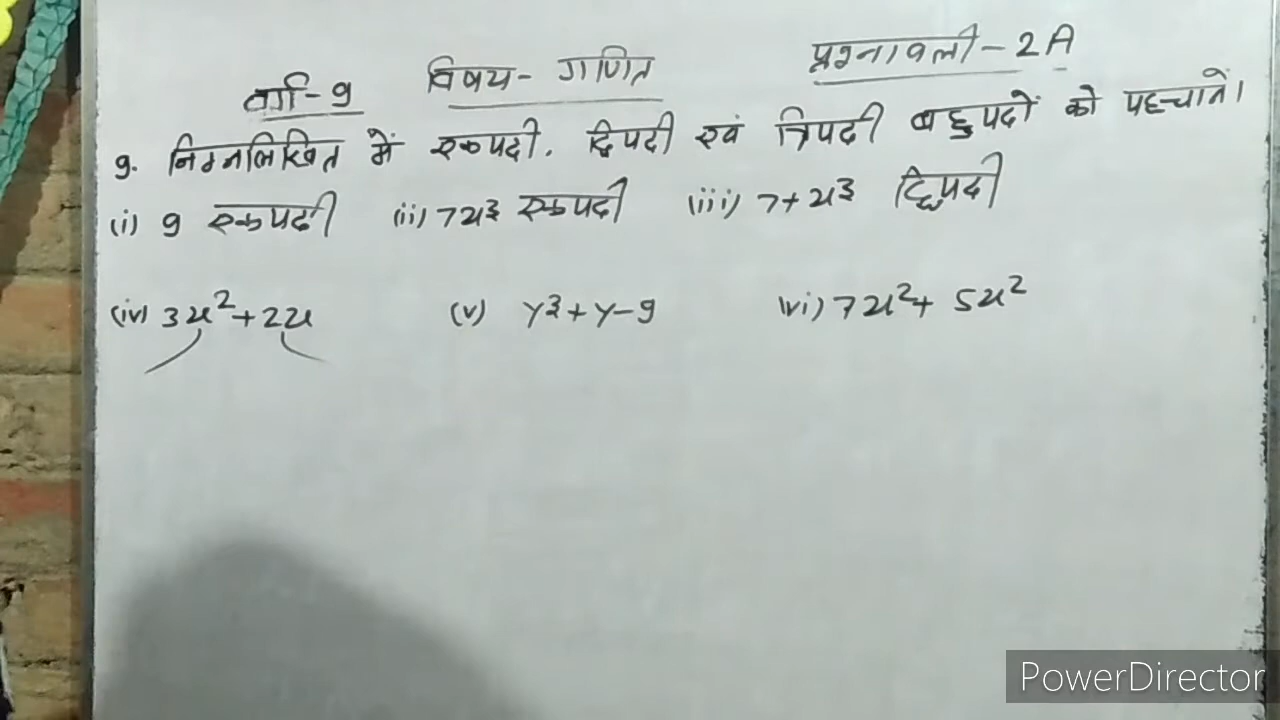 वर्ग-9 विषय- गणित प्रश्नावली-2A
9. निम्नलिखित में एकपदी, द्विपदी एवं त्रिपदी बहुपदों को पहचानें।
(i) 9 एकपदी (ii) 7x³ एकपदी (iii) 7+x³ द्विपदी
(iv) 3x²+2x (v) y³+y-9 (vi) 7x²+ 5x²
PowerDirector